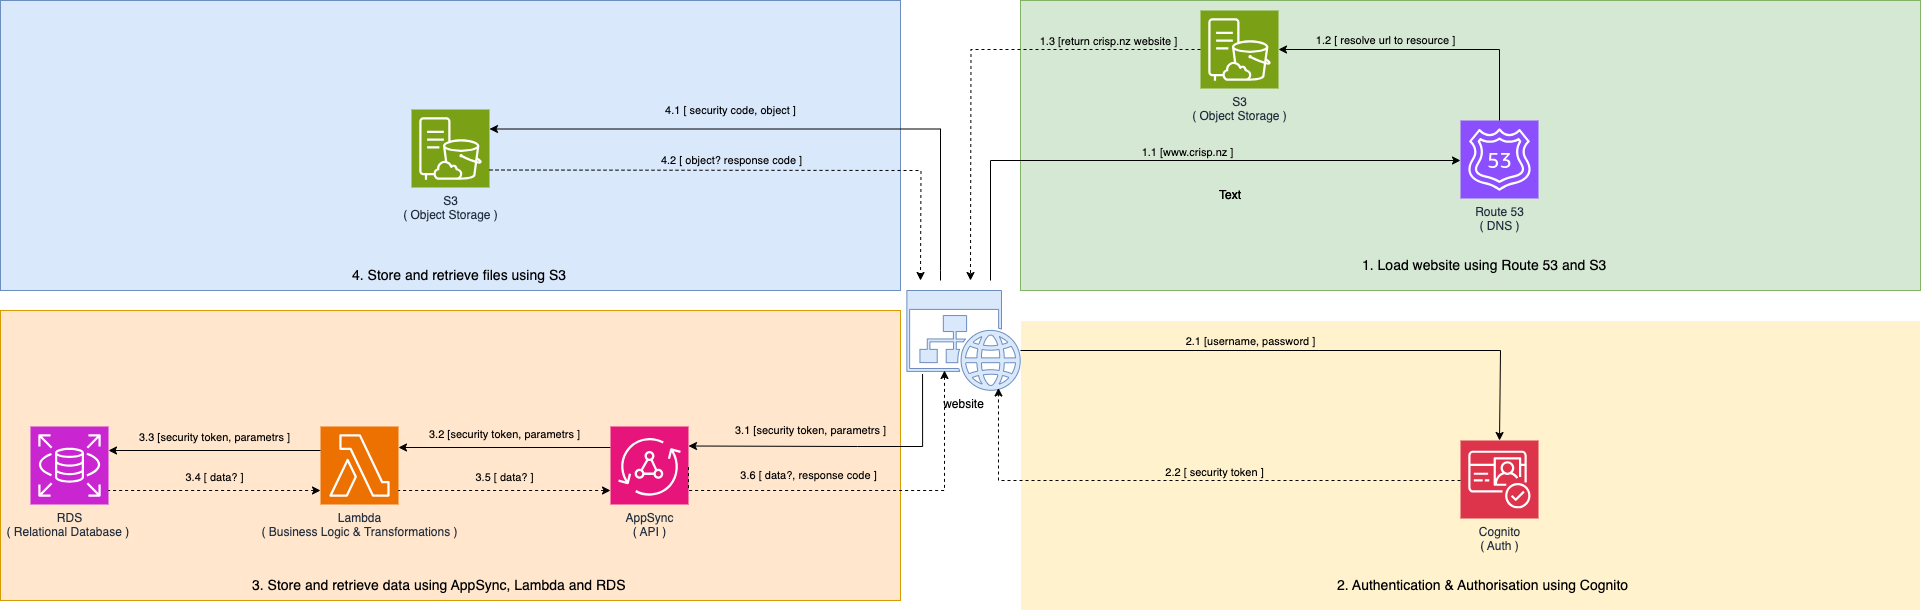 4.1 [ security code, object ]
4.2 [ object? response code ]
S3
( Object Storage )
4. Store and retrieve files using S3
1.3 [return crisp.nz website ]
1.2 [ resolve url to resource ]
S3
( Object Storage )
1.1 [www.crisp.nz ]
53
Text
Route 53
( DNS )
1. Load website using Route 53 and S3
website
3.3 [security token, parametrs ]
3.2 [security token, parametrs ]
3.1 [security token, parametrs ]
3.4 [ data? ]
3.5 [ data? ]
3.6 [ data?, response code ]
RDS
( Relational Database )
Lambda
( Business Logic & Transformations )
AppSync
( API )
3. Store and retrieve data using AppSync, Lambda and RDS
2.1 [username, password ]
2.2 [ security token ]
Cognito
( Auth )
2. Authentication & Authorisation using Cognito